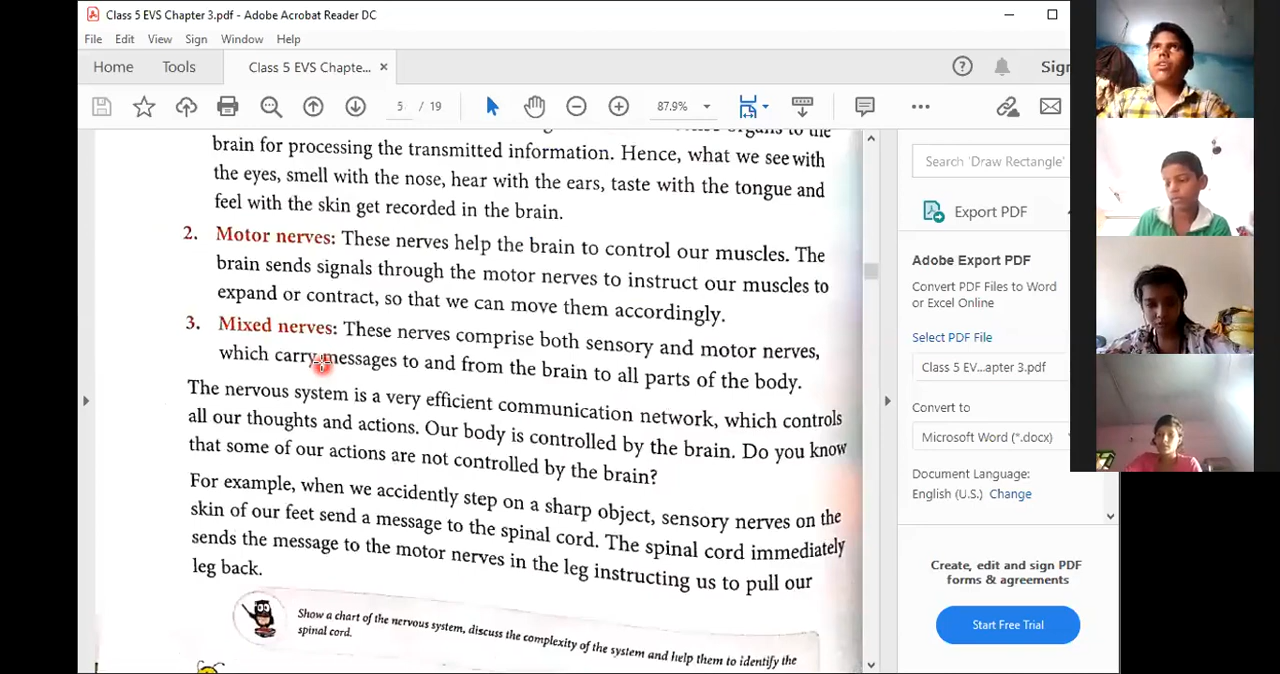 Class 5 EVS Chapter 3.pdf - Adobe Acrobat Reader DC
File Edit View Sign Window Help
Home Tools Class 5 EVS Chapte... ×
5 / 19 87.9%
Sign
organs to the
brain for processing the transmitted information. Hence, what we see with
the eyes, smell with the nose, hear with the ears, taste with the tongue and
feel with the skin get recorded in the brain.
2. Motor nerves: These nerves help the brain to control our muscles. The
brain sends signals through the motor nerves to instruct our muscles to
expand or contract, so that we can move them accordingly.
3. Mixed nerves: These nerves comprise both sensory and motor nerves,
which carry messages to and from the brain to all parts of the body.
The nervous system is a very efficient communication network, which controls
all our thoughts and actions. Our body is controlled by the brain. Do you know
that some of our actions are not controlled by the brain?
For example, when we accidently step on a sharp object, sensory nerves on the
skin of our feet send a message to the spinal cord. The spinal cord immediately
sends the message to the motor nerves in the leg instructing us to pull our
leg back.
Show a chart of the nervous system, discuss the complexity of the system and help them to identify the
spinal cord.
Search 'Draw Rectangle'
Export PDF
Adobe Export PDF
Convert PDF Files to Word
or Excel Online
Select PDF File
Class 5 EV...apter 3.pdf
Convert to
Microsoft Word (*.docx)
Document Language:
English (U.S.) Change
Create, edit and sign PDF
forms & agreements
Start Free Trial